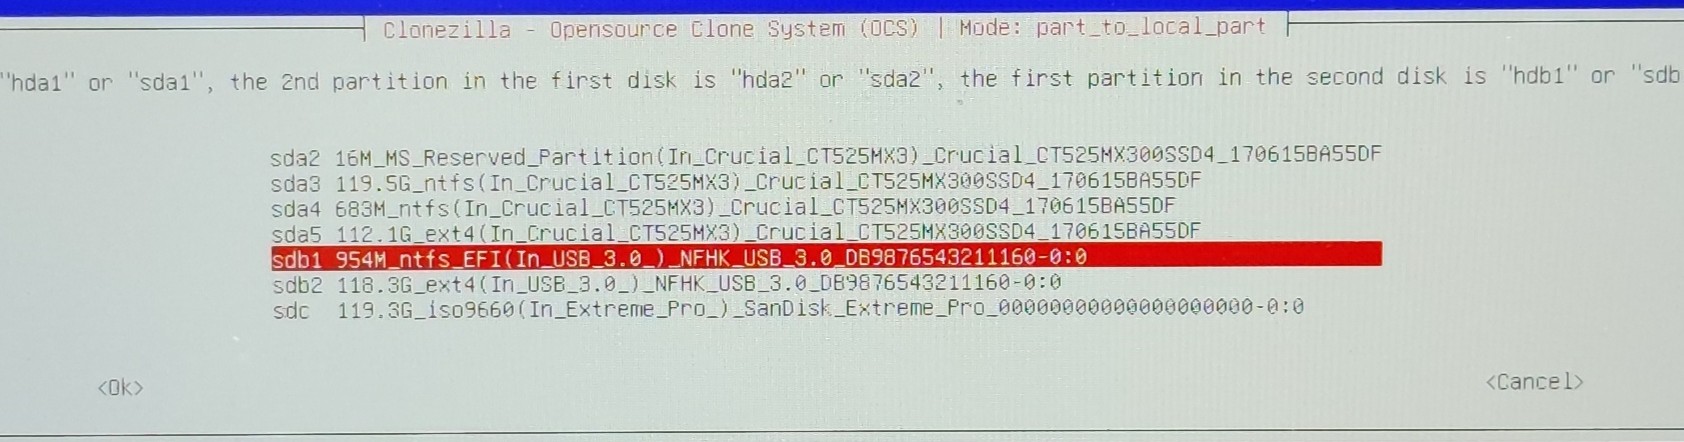 Clonezilla - Opensource Clone System (OCS) | Mode: part_to_local_part
"hda1" or "sda1", the 2nd partition in the first disk is "hda2" or "sda2", the first partition in the second disk is "hdb1" or "sdb
sda2 16M_MS_Reserved_Partition(In_Crucial_CT525MX3)_Crucial_CT525MX300SSD4_170615BA55DF
sda3 119.5G_ntfs(In_Crucial_CT525MX3)_Crucial_CT525MX300SSD4_170615BA55DF
sda4 683M_ntfs(In_Crucial_CT525MX3)_Crucial_CT525MX300SSD4_170615BA55DF
sda5 112.1G_ext4(In_Crucial_CT525MX3)_Crucial_CT525MX300SSD4_170615BA55DF
sdb1 954M_ntfs_EFI(In_USB_3.0_)_NFHK_USB_3.0_DB9876543211160-0:0
sdb2 118.3G_ext4(In_USB_3.0_)_NFHK_USB_3.0_DB9876543211160-0:0
sdc 119.3G_iso9660(In_Extreme_Pro_)_SanDisk_Extreme_Pro_00000000000000000000-0:0
<Ok>
<Cancel>